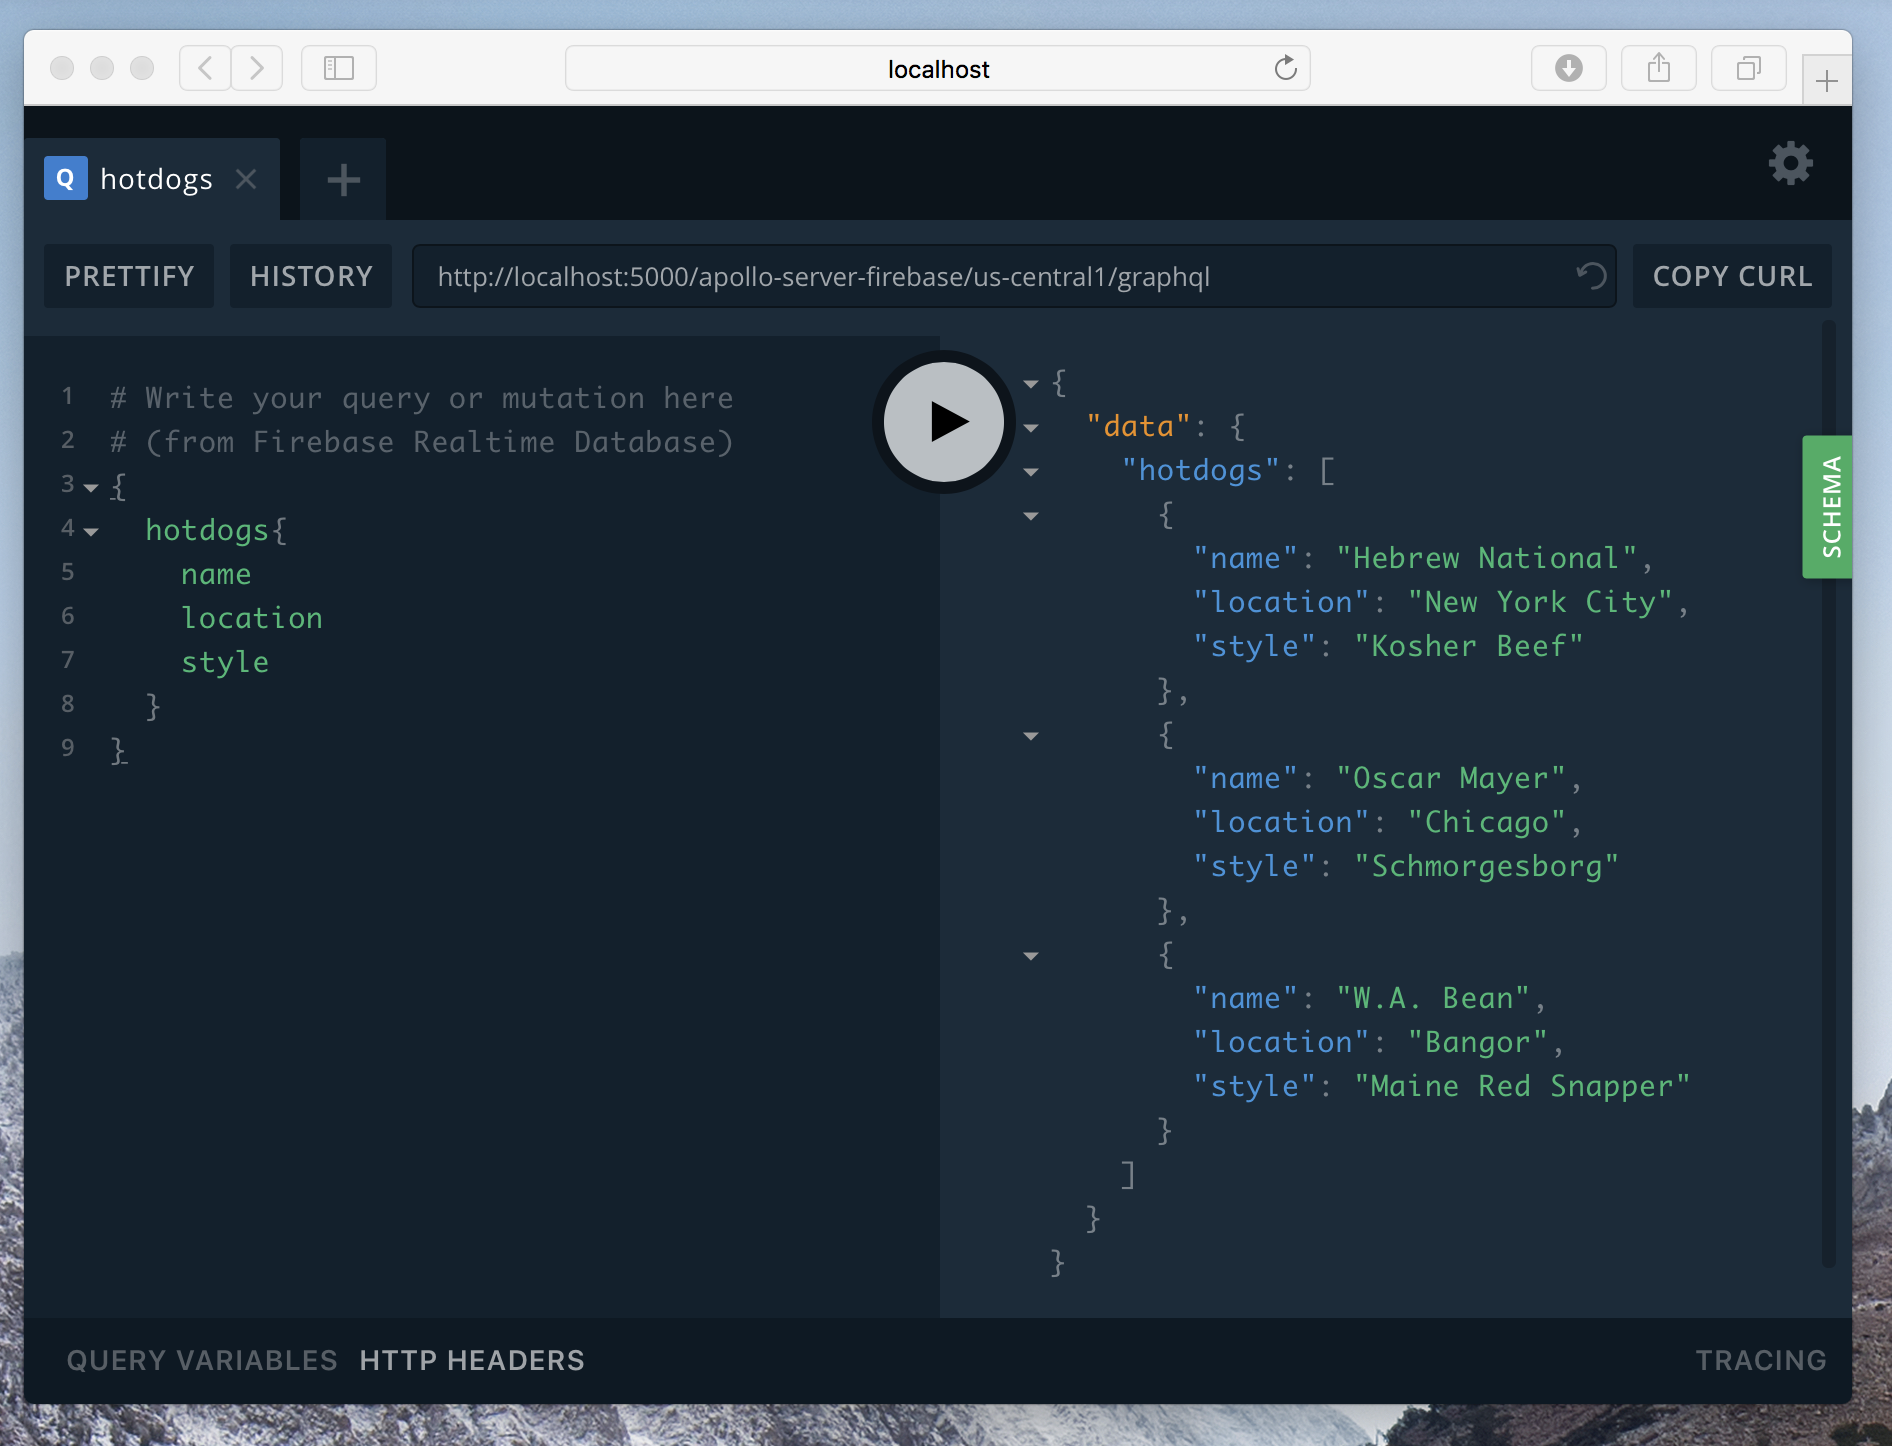 localhost
Q hotdogs
PRETTIFY HISTORY http://localhost:5000/apollo-server-firebase/us-central1/graphql COPY CURL
1 # Write your query or mutation here
2 # (from Firebase Realtime Database)
3 {
4 hotdogs{
5 name
6 location
7 style
8 }
9 }
{
"data": {
"hotdogs": [
{
"name": "Hebrew National",
"location": "New York City",
"style": "Kosher Beef"
},
{
"name": "Oscar Mayer",
"location": "Chicago",
"style": "Schmorgesborg"
},
{
"name": "W.A. Bean",
"location": "Bangor",
"style": "Maine Red Snapper"
}
]
}
}
SCHEMA
QUERY VARIABLES HTTP HEADERS TRACING